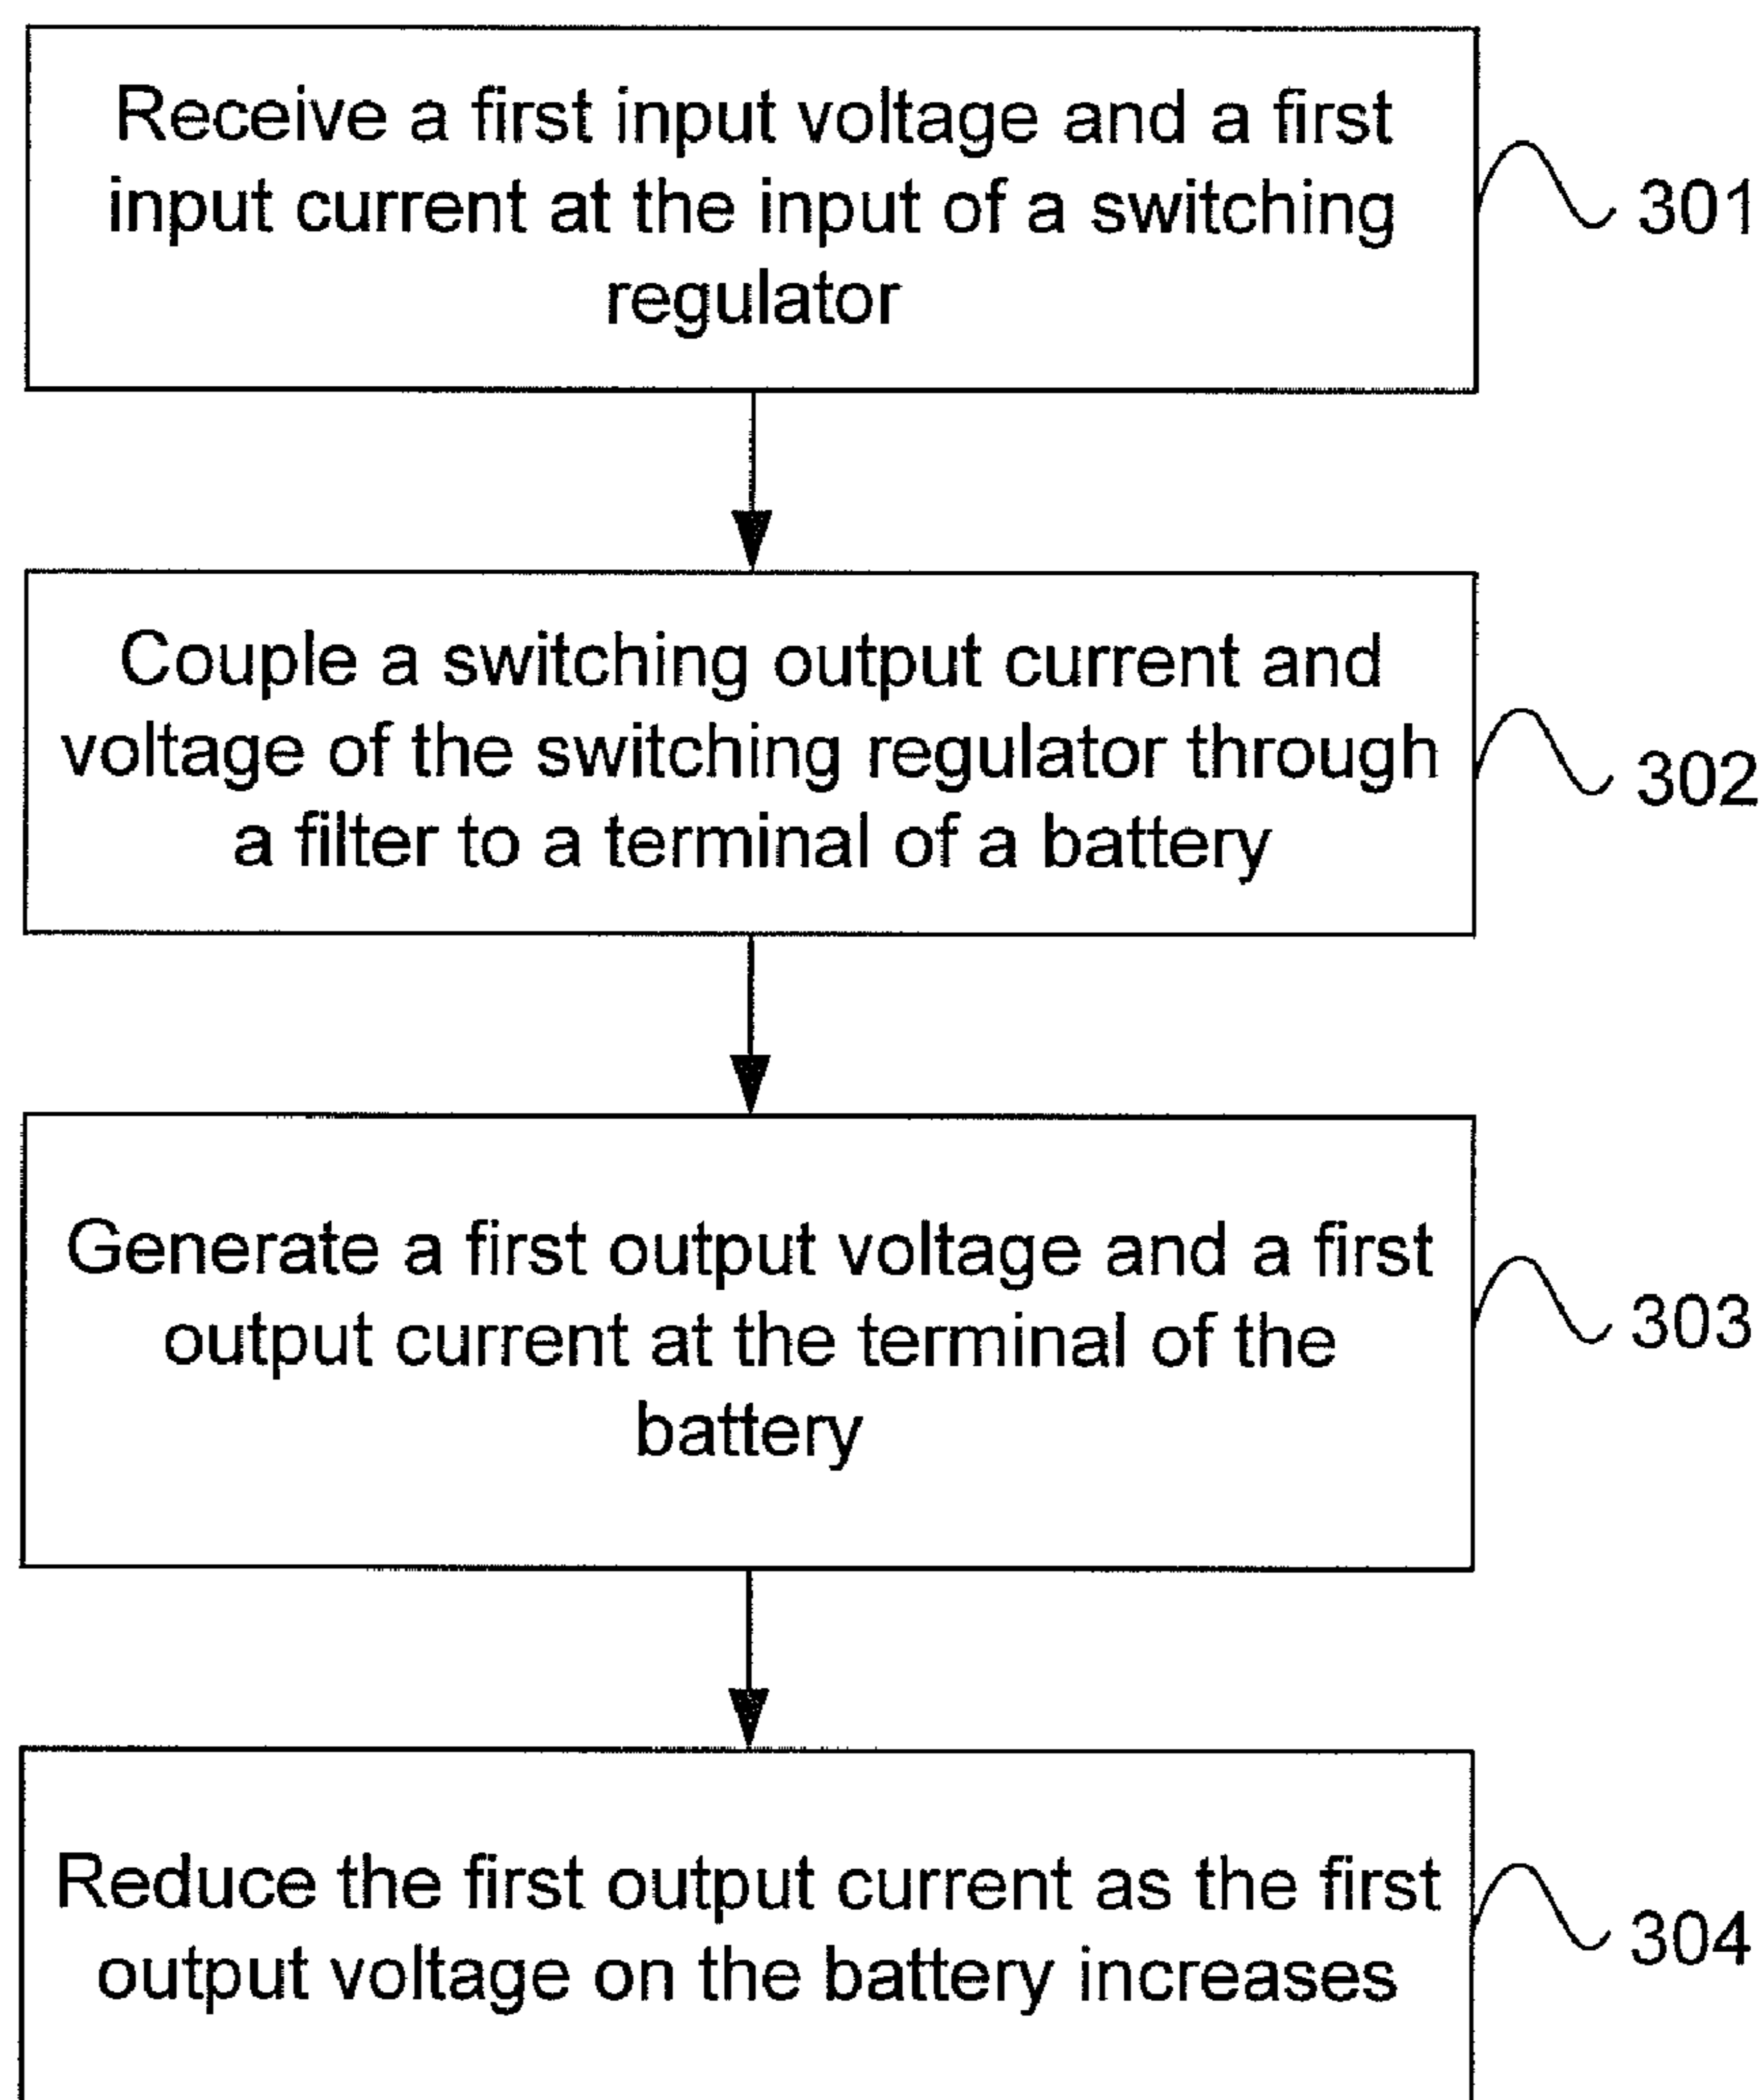 Receive a first input voltage and a first
input current at the input of a switching
regulator
301
Couple a switching output current and
voltage of the switching regulator through
a filter to a terminal of a battery
302
Generate a first output voltage and a first
output current at the terminal of the
battery
303
Reduce the first output current as the first
output voltage on the battery increases
304